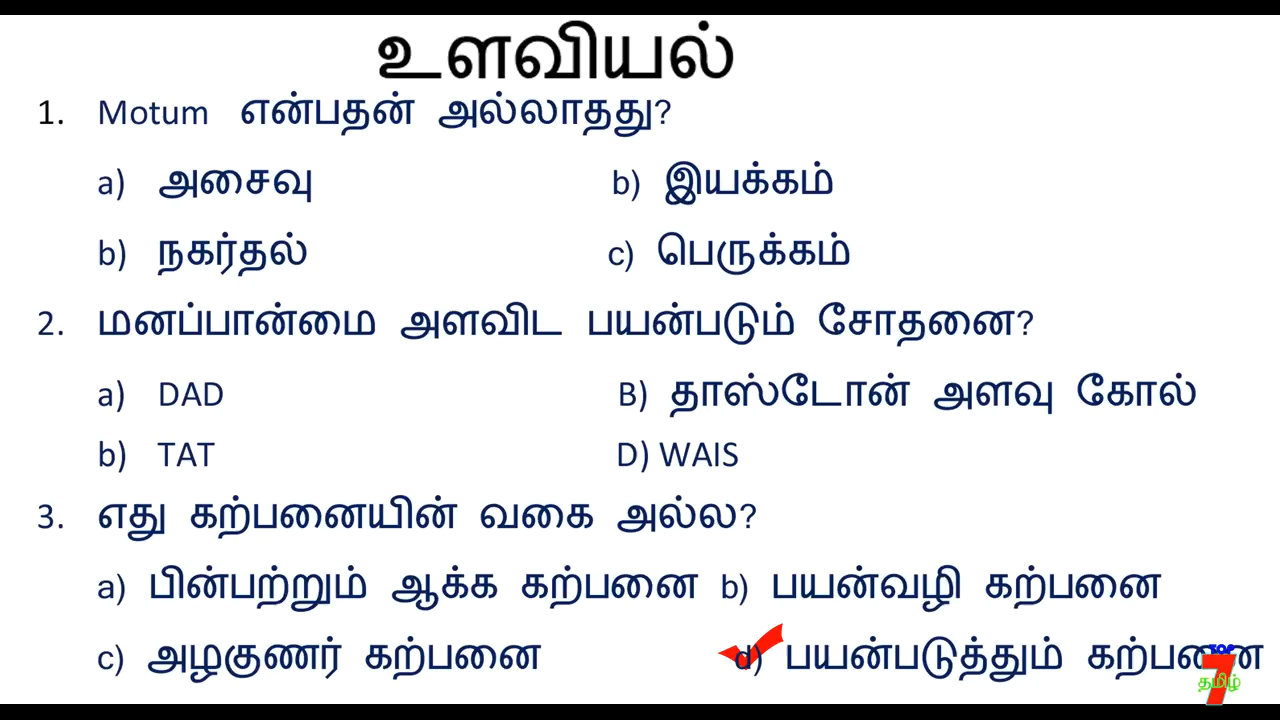 உளவியல்
1. Motum என்பதன் அல்லாதது?
a) அசைவு b) இயக்கம்
b) நகர்தல் c) பெருக்கம்
2. மனப்பான்மை அளவிட பயன்படும் சோதனை?
a) DAD B) தாஸ்டோன் அளவு கோல்
b) TAT D) WAIS
3. எது கற்பனையின் வகை அல்ல?
a) பின்பற்றும் ஆக்க கற்பனை b) பயன்வழி கற்பனை
c) அழகுணர் கற்பனை d) பயன்படுத்தும் கற்பனை
TOP
7
தமிழ்